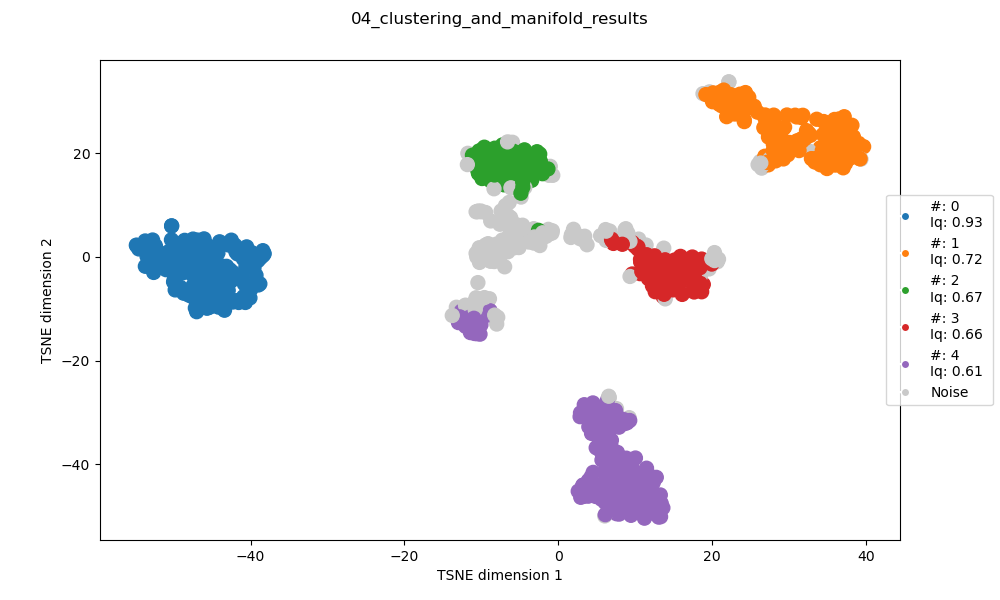 04_clustering_and_manifold_results
TSNE dimension 2
20
0
−20
−40
−40
−20
0
20
40
TSNE dimension 1
#: 0
Iq: 0.93
#: 1
Iq: 0.72
#: 2
Iq: 0.67
#: 3
Iq: 0.66
#: 4
Iq: 0.61
Noise